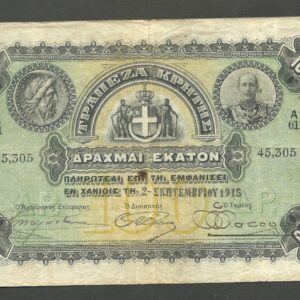 ΤΡΑΠΕΖΑ ΚΡΗΤΗΣ
Α
45,305
ΔΡΑΧΜΑΙ ΕΚΑΤΟΝ
45,305
ΠΛΗΡΩΤΕΑΙ ΕΠΙ ΤΗι ΕΜΦΑΝΙΣΕΙ
ΕΝ ΧΑΝΙΟΙΣ ΤΗι 2- ΣΕΠΤΕΜΒΡΙΟΥ 1915
Ο Διοικητής
Ο Ταμίας